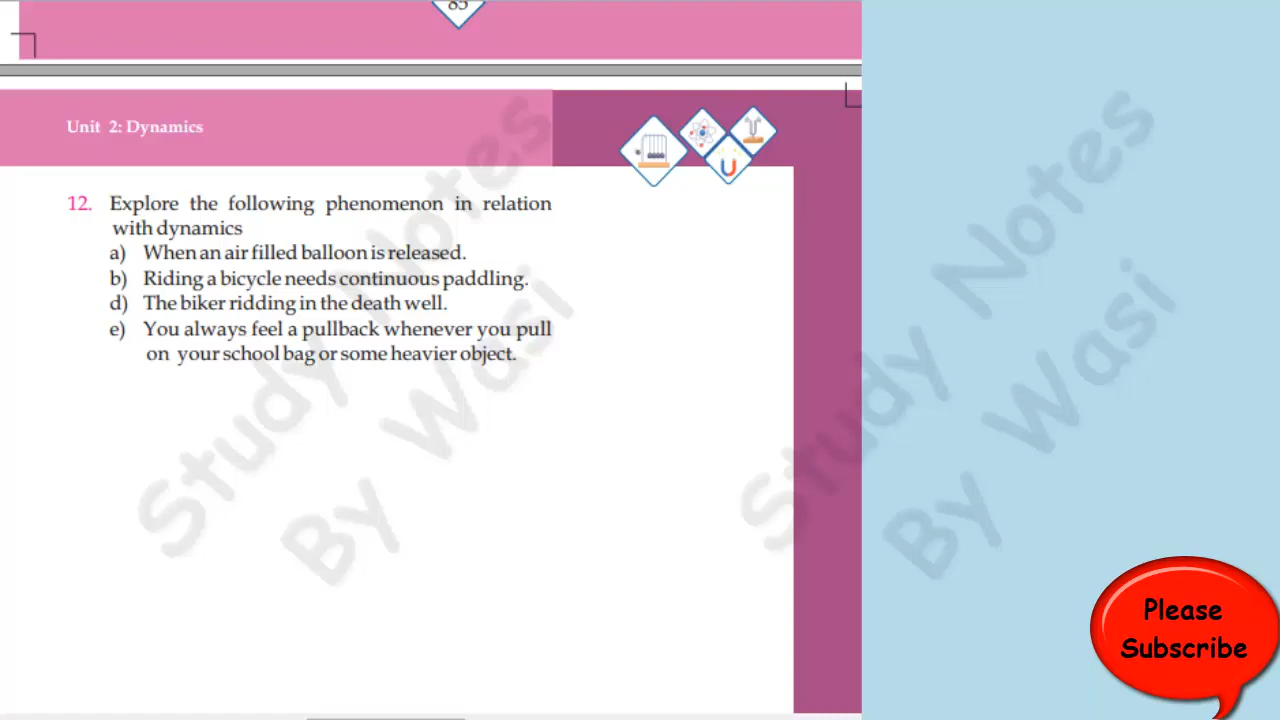 85
Unit 2: Dynamics
12. Explore the following phenomenon in relation
with dynamics
a) When an air filled balloon is released.
b) Riding a bicycle needs continuous paddling.
d) The biker ridding in the death well.
e) You always feel a pullback whenever you pull
on your school bag or some heavier object.
Study Notes
By Wasi
Study Notes
By Wasi
Please
Subscribe